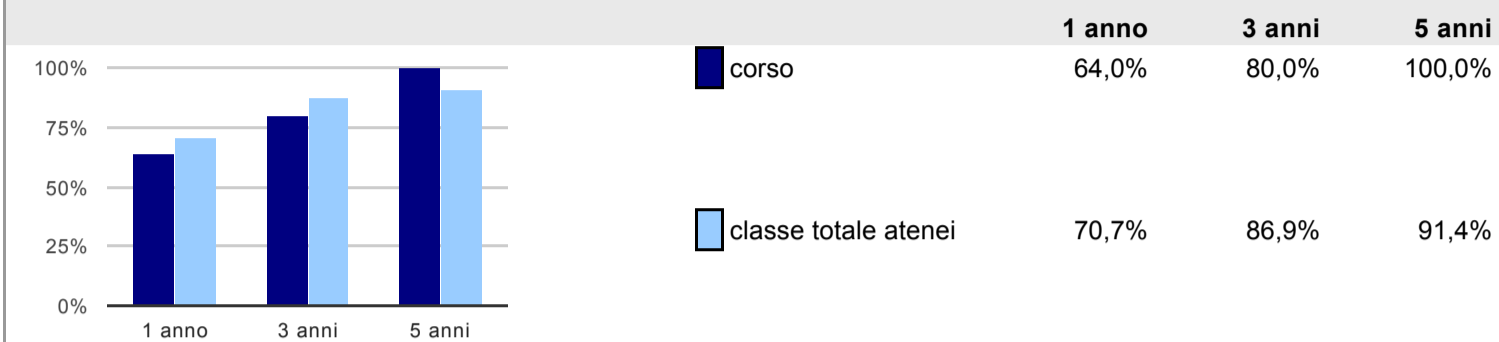 1 anno 3 anni 5 anni
100%
75%
50%
25%
0%
1 anno 3 anni 5 anni
corso 64,0% 80,0% 100,0%
classe totale atenei 70,7% 86,9% 91,4%